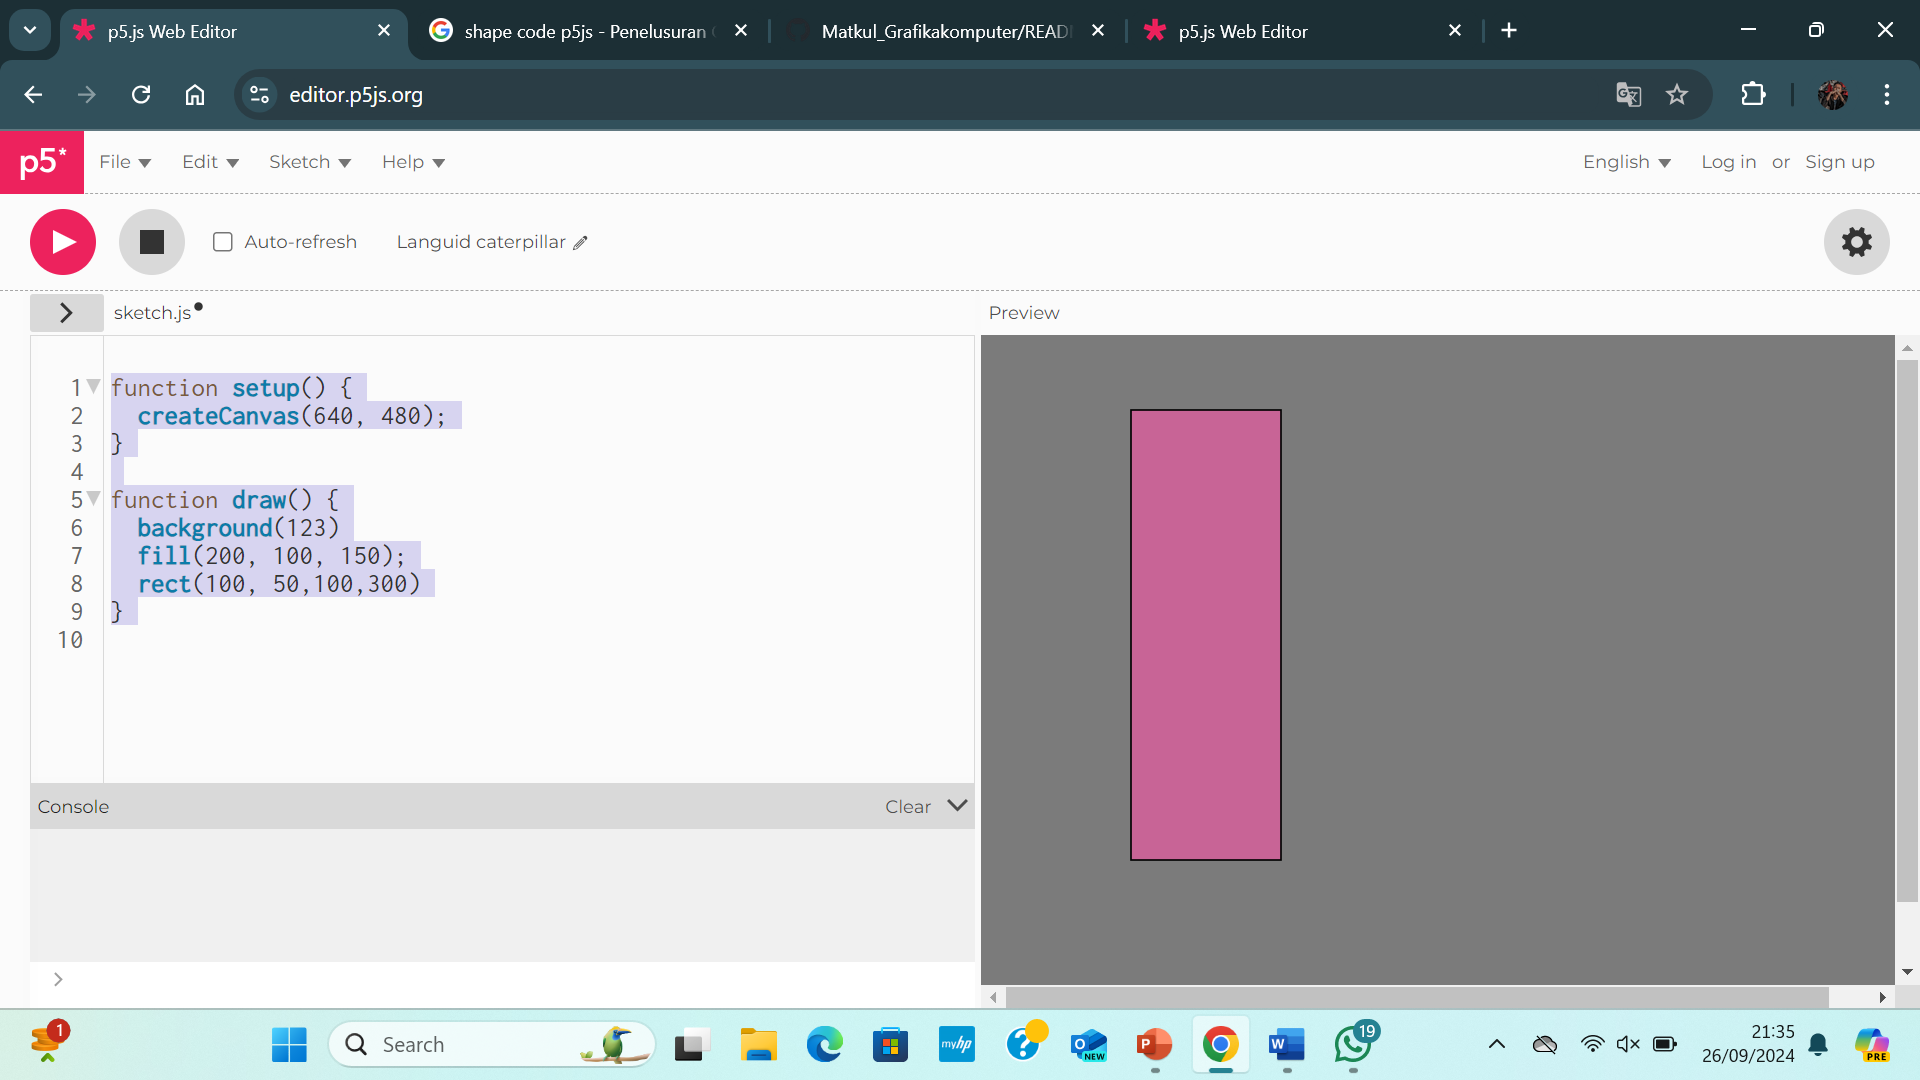 p5.js Web Editor
shape code p5js - Penelusuran
Matkul_Grafikakomputer/READ
p5.js Web Editor
editor.p5js.org
p5*
File
Edit
Sketch
Help
English
Log in or Sign up
Auto-refresh
Languid caterpillar
sketch.js
Preview
1 function setup() {
2 createCanvas(640, 480);
3 }
4
5 function draw() {
6 background(123)
7 fill(200, 100, 150);
8 rect(100, 50,100,300)
9 }
10
Console
Clear
>
1
Search
myhp
NEW
19
21:35
26/09/2024
PRE